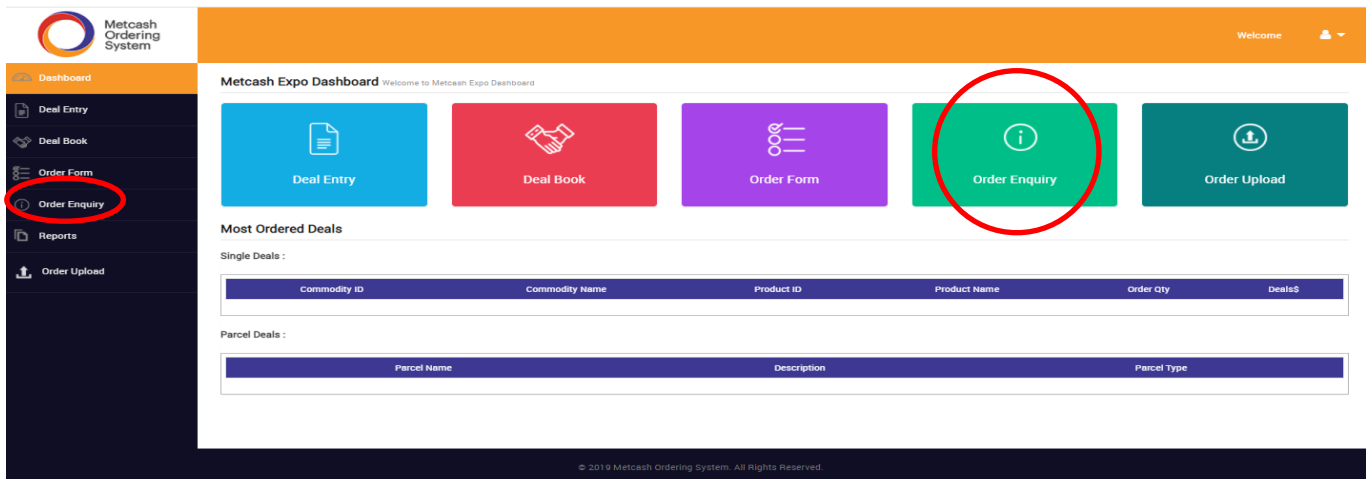 Metcash
Ordering
System
Welcome
Dashboard
Deal Entry
Deal Book
Order Form
Order Enquiry
Reports
Order Upload
Metcash Expo Dashboard Welcome to Metcash Expo Dashboard
Deal Entry
Deal Book
Order Form
Order Enquiry
Order Upload
Most Ordered Deals
Single Deals :
Commodity ID Commodity Name Product ID Product Name Order Qty Deals$
Parcel Deals :
Parcel Name Description Parcel Type
© 2019 Metcash Ordering System. All Rights Reserved.